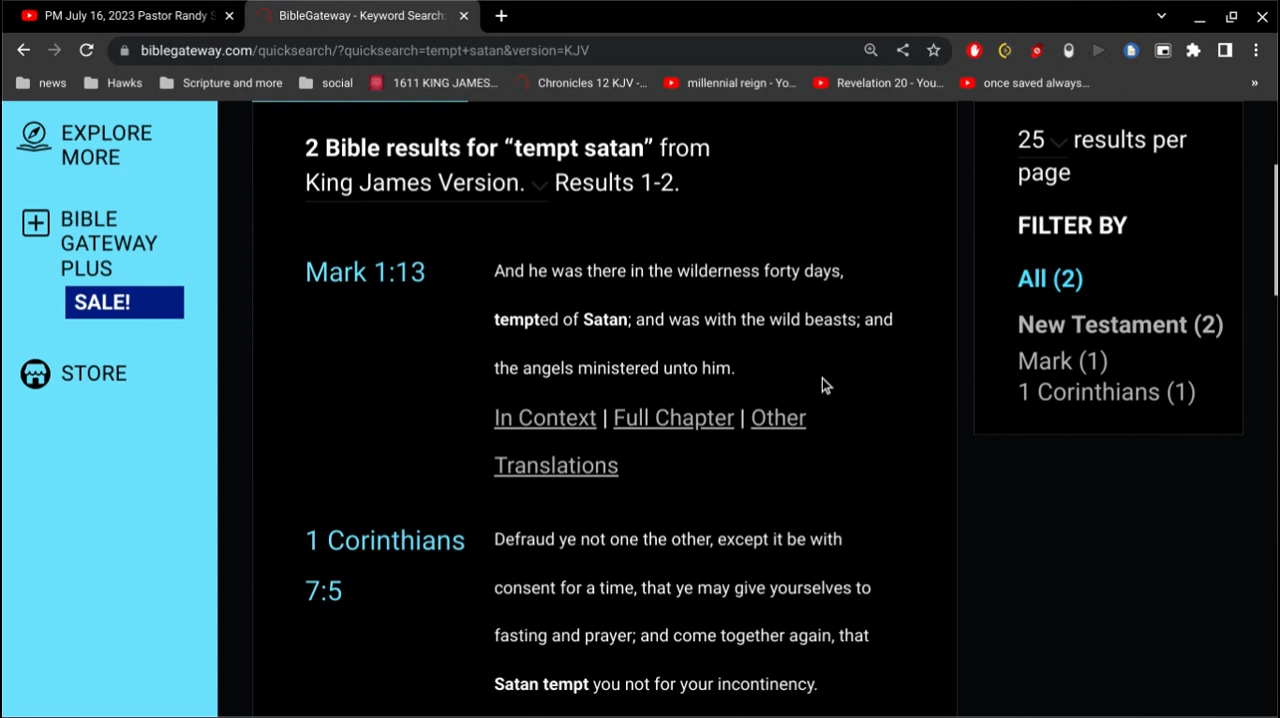 PM July 16, 2023 Pastor Randy S
BibleGateway - Keyword Search:
biblegateway.com/quicksearch/?quicksearch=tempt+satan&version=KJV
news
Hawks
Scripture and more
social
1611 KING JAMES...
Chronicles 12 KJV -...
millennial reign - Yo...
Revelation 20 - You...
once saved always...
»
EXPLORE
MORE
BIBLE
GATEWAY
PLUS
SALE!
STORE
2 Bible results for “tempt satan” from
King James Version. Results 1-2.
Mark 1:13
And he was there in the wilderness forty days,
tempted of Satan; and was with the wild beasts; and
the angels ministered unto him.
In Context | Full Chapter | Other
Translations
1 Corinthians
7:5
Defraud ye not one the other, except it be with
consent for a time, that ye may give yourselves to
fasting and prayer; and come together again, that
Satan tempt you not for your incontinency.
25 results per
page
FILTER BY
All (2)
New Testament (2)
Mark (1)
1 Corinthians (1)